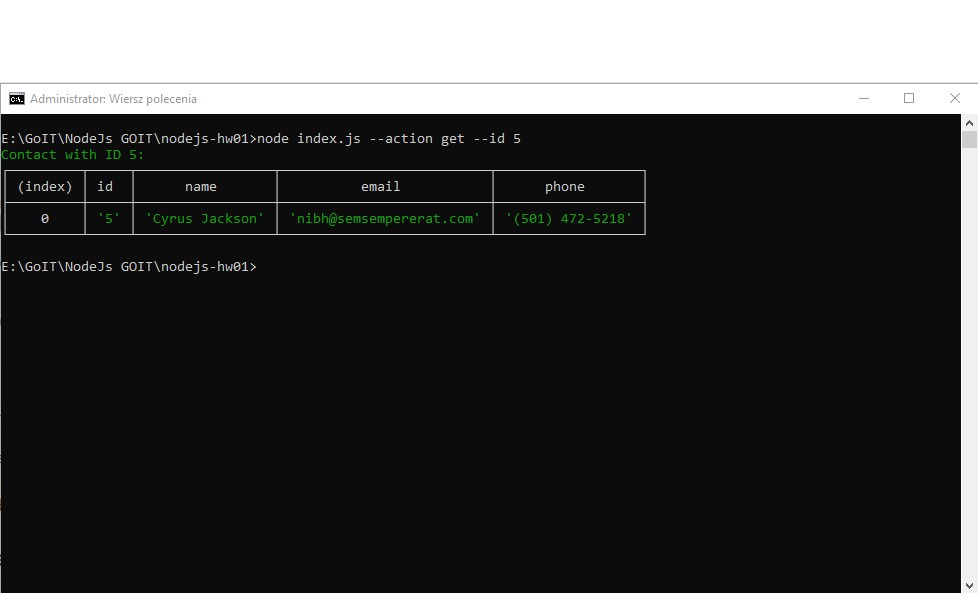 Administrator: Wiersz polecenia
E:\GoIT\NodeJs GOIT\nodejs-hw01>node index.js --action get --id 5
Contact with ID 5:
(index) id name email phone
0 '5' 'Cyrus Jackson' 'nibh@semsempererat.com' '(501) 472-5218'
E:\GoIT\NodeJs GOIT\nodejs-hw01>